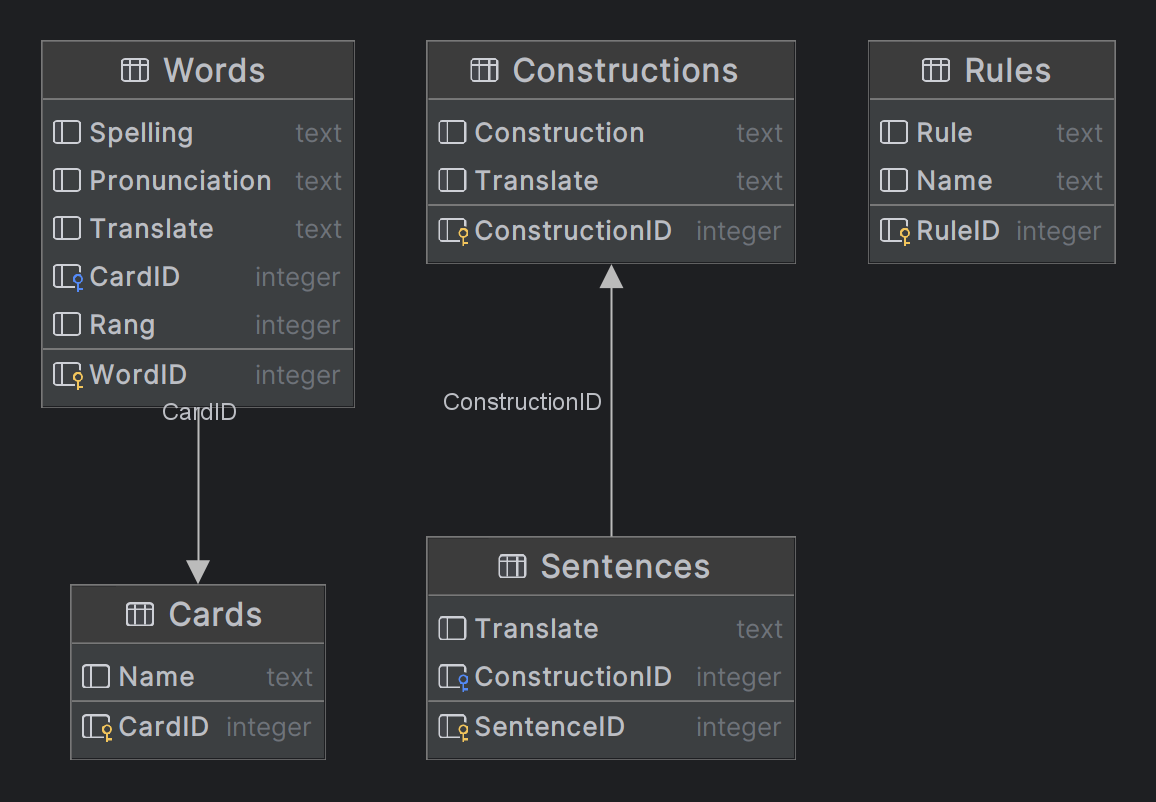 Words
Spelling text
Pronunciation text
Translate text
CardID integer
Rang integer
WordID integer
CardID
Cards
Name text
CardID integer
Constructions
Construction text
Translate text
ConstructionID integer
ConstructionID
Sentences
Translate text
ConstructionID integer
SentenceID integer
Rules
Rule text
Name text
RuleID integer